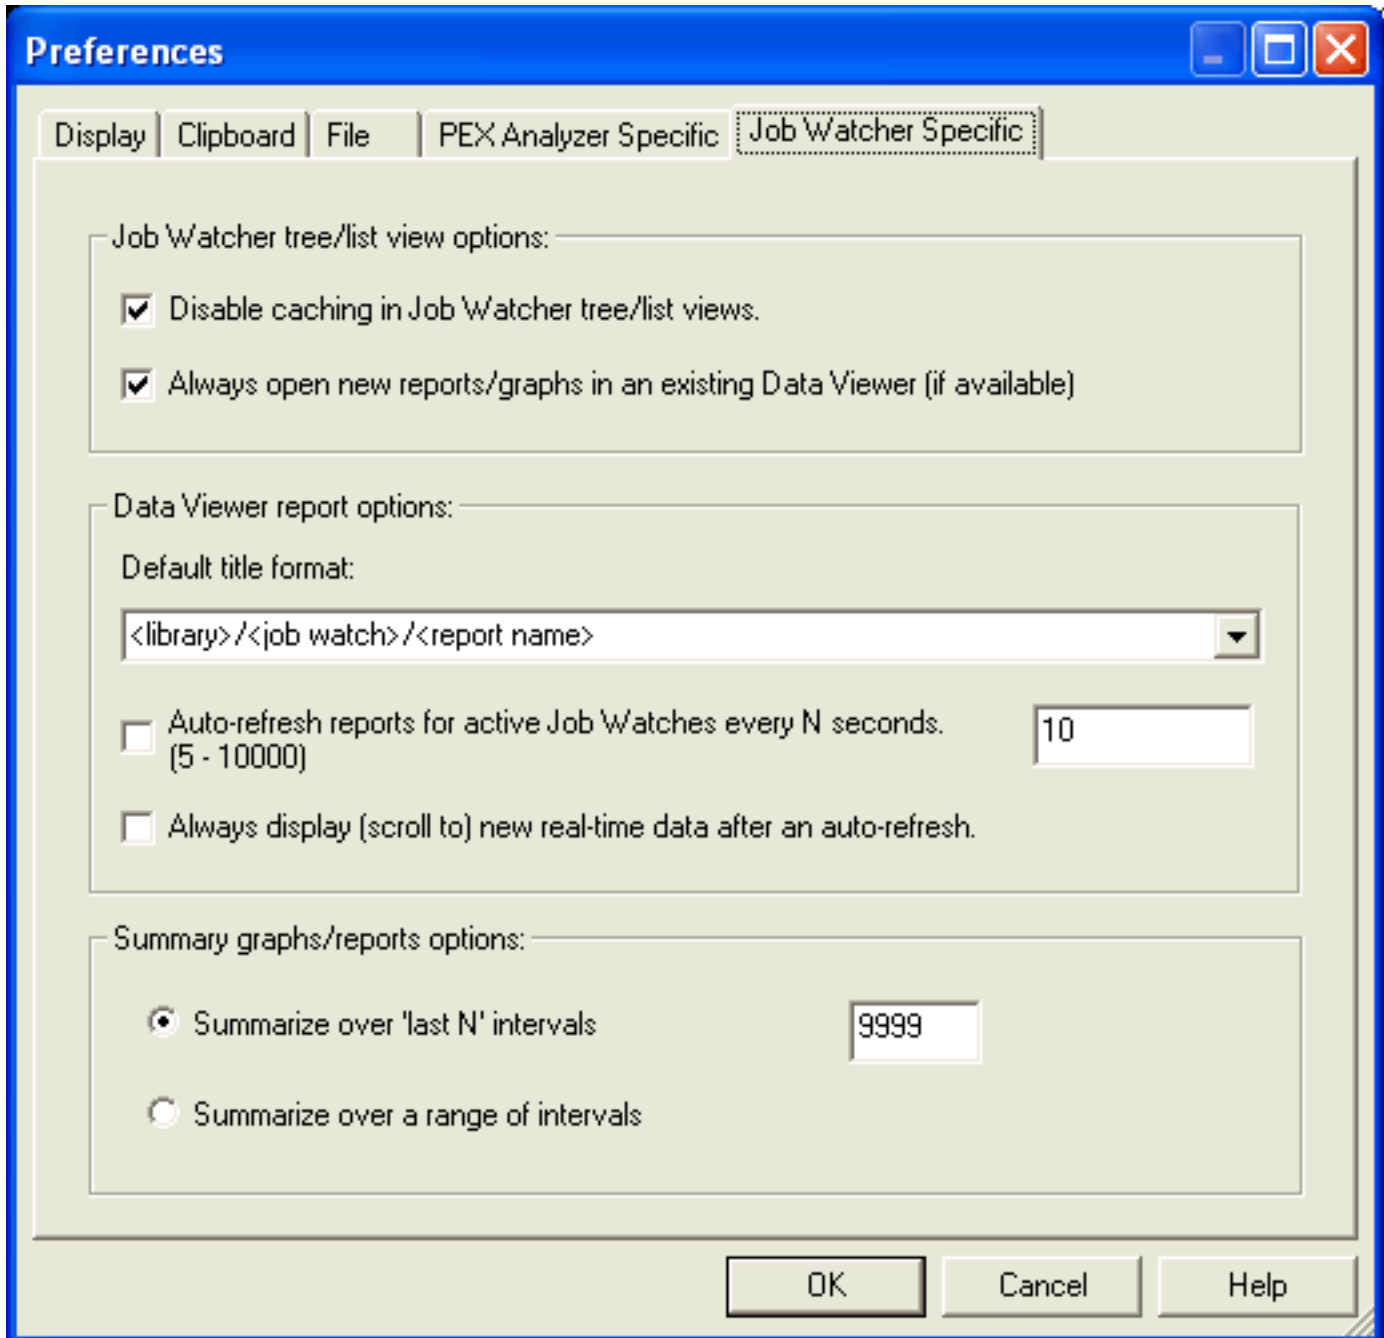 Preferences
Display
Clipboard
File
PEX Analyzer Specific
Job Watcher Specific
Job Watcher tree/list view options:
Disable caching in Job Watcher tree/list views.
Always open new reports/graphs in an existing Data Viewer (if available)
Data Viewer report options:
Default title format:
<library>/<job watch>/<report name>
Auto-refresh reports for active Job Watches every N seconds.
(5 - 10000)
10
Always display (scroll to) new real-time data after an auto-refresh.
Summary graphs/reports options:
Summarize over 'last N' intervals
9999
Summarize over a range of intervals
OK
Cancel
Help